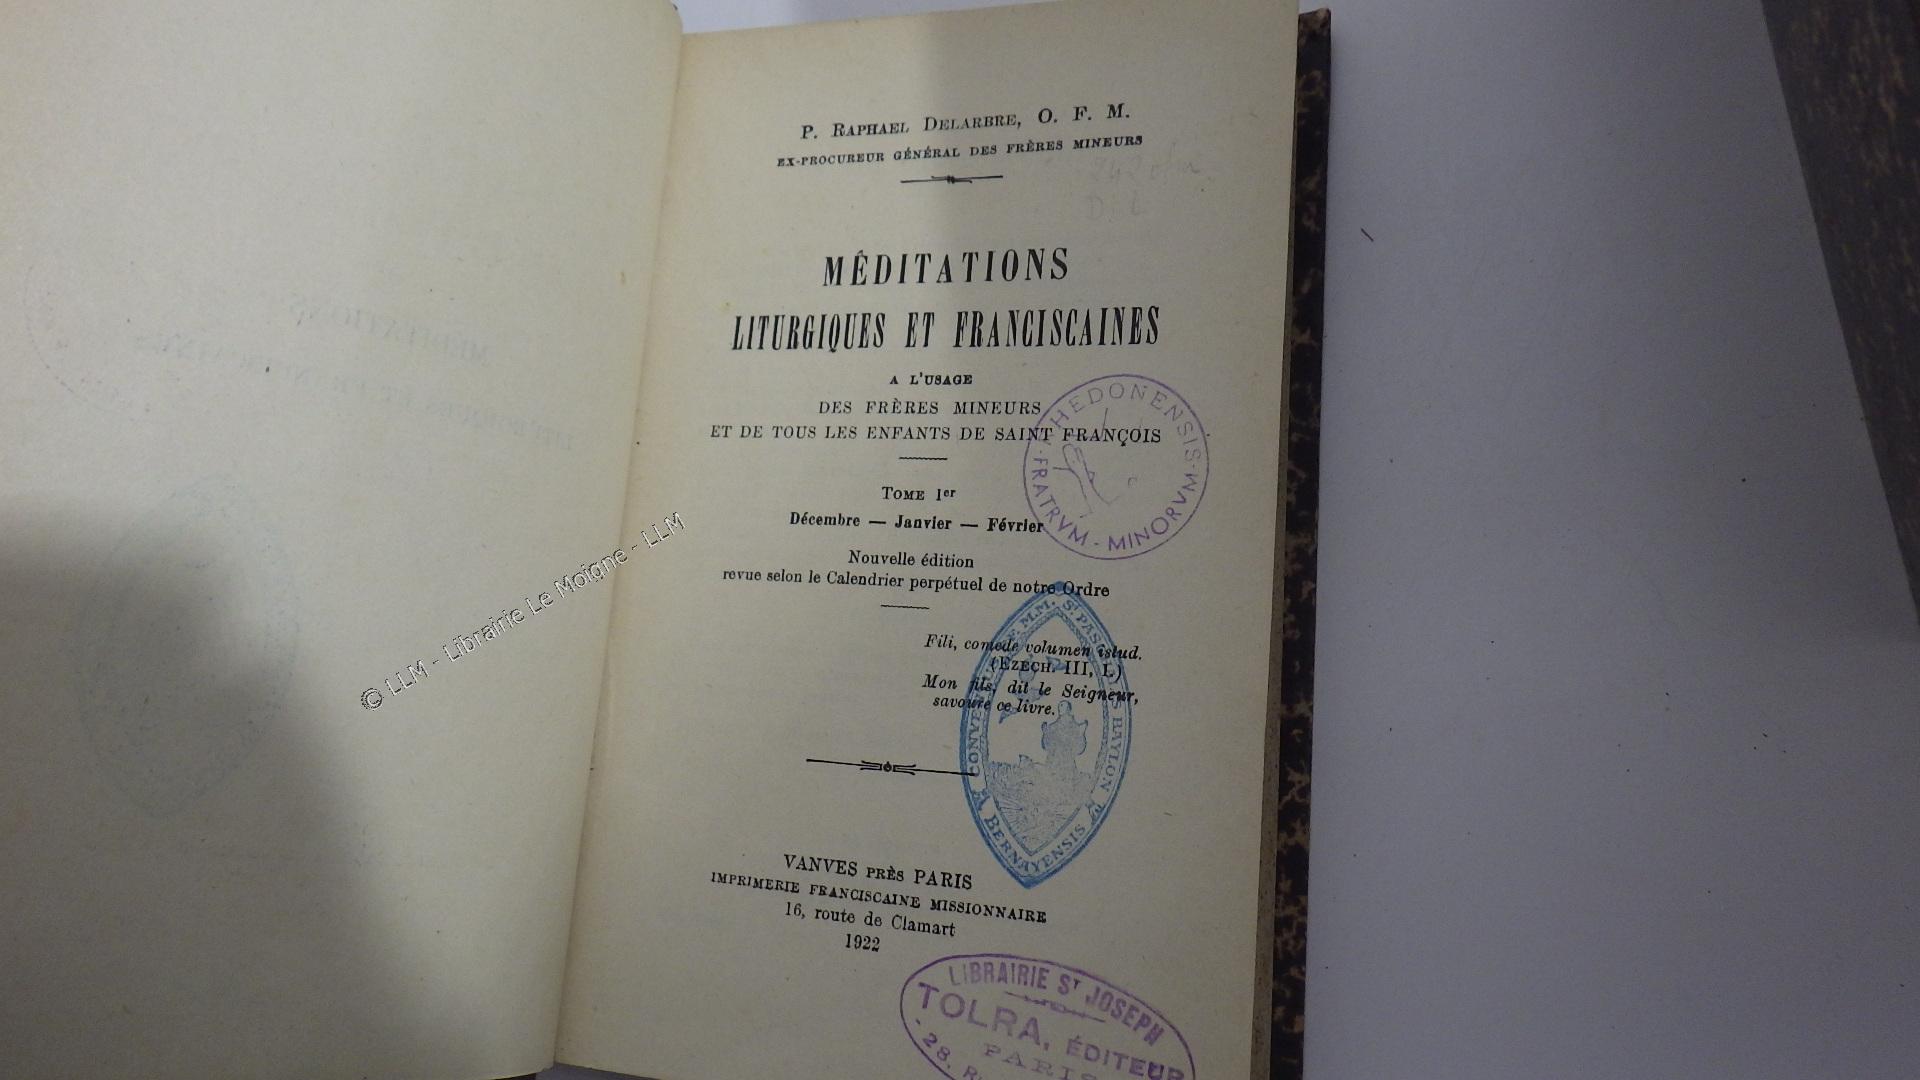 P. RAPHAEL DELARBRE, O. F. M.
EX-PROCUREUR GÉNÉRAL DES FRÈRES MINEURS
MÉDITATIONS
LITURGIQUES ET FRANCISCAINES
A L'USAGE
DES FRÈRES MINEURS
ET DE TOUS LES ENFANTS DE SAINT FRANÇOIS
TOME Ier
Décembre — Janvier — Février
Nouvelle édition
revue selon le Calendrier perpétuel de notre Ordre
Fili, comede volumen istud.
(EZECH. III, I.)
Mon fils, dit le Seigneur,
savoure ce livre.
VANVES PRÈS PARIS
IMPRIMERIE FRANCISCAINE MISSIONNAIRE
16, route de Clamart
1922
RHEDONENSIS
FRATRVM - MINORVM
M.M. St PASCHALIS BAYLON
A BERNAYENSIS
LIBRAIRIE ST JOSEPH
TOLRA, ÉDITEUR
PARIS
28, R
© LLM - Librairie Le Moigne - LLM